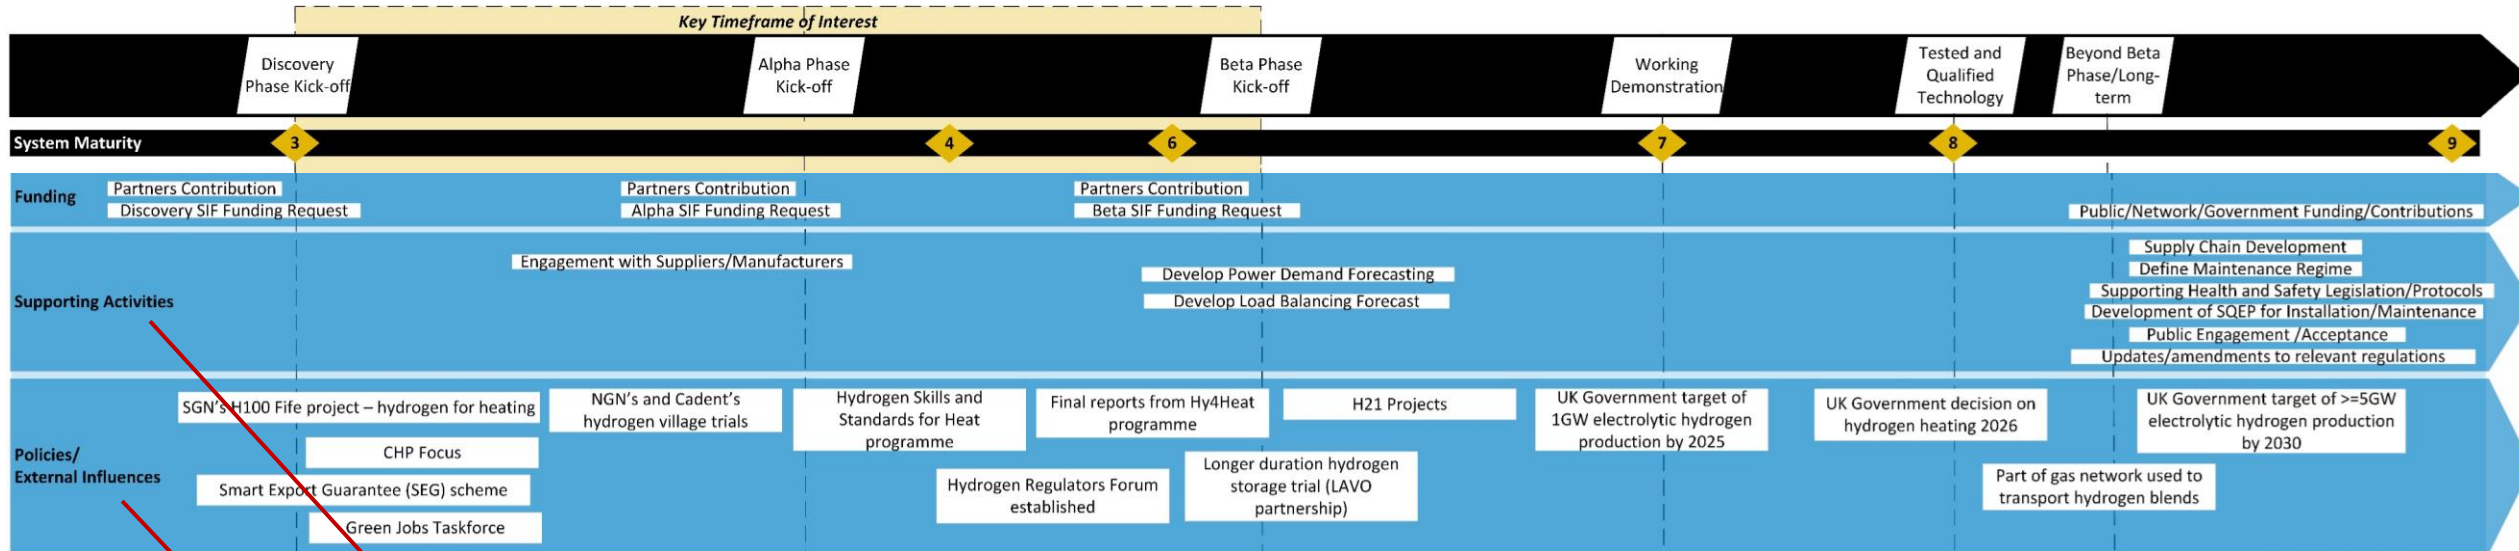 Key Timeframe of Interest
Discovery
Phase Kick-off
Alpha Phase
Kick-off
Beta Phase
Kick-off
Working
Demonstration
Tested and
Qualified
Technology
Beyond Beta
Phase/Long-
term
System Maturity
3
4
6
7
8
9
Funding
Partners Contribution
Discovery SIF Funding Request
Partners Contribution
Alpha SIF Funding Request
Partners Contribution
Beta SIF Funding Request
Public/Network/Government Funding/Contributions
Supporting Activities
Engagement with Suppliers/Manufacturers
Develop Power Demand Forecasting
Develop Load Balancing Forecast
Supply Chain Development
Define Maintenance Regime
Supporting Health and Safety Legislation/Protocols
Development of SQEP for Installation/Maintenance
Public Engagement /Acceptance
Updates/amendments to relevant regulations
Policies/
External Influences
SGN's H100 Fife project – hydrogen for heating
CHP Focus
Smart Export Guarantee (SEG) scheme
Green Jobs Taskforce
NGN's and Cadent's
hydrogen village trials
Hydrogen Skills and
Standards for Heat
programme
Hydrogen Regulators Forum
established
Final reports from Hy4Heat
programme
Longer duration hydrogen
storage trial (LAVO
partnership)
H21 Projects
UK Government target of
1GW electrolytic hydrogen
production by 2025
UK Government decision on
hydrogen heating 2026
Part of gas network used to
transport hydrogen blends
UK Government target of >=5GW
electrolytic hydrogen production
by 2030